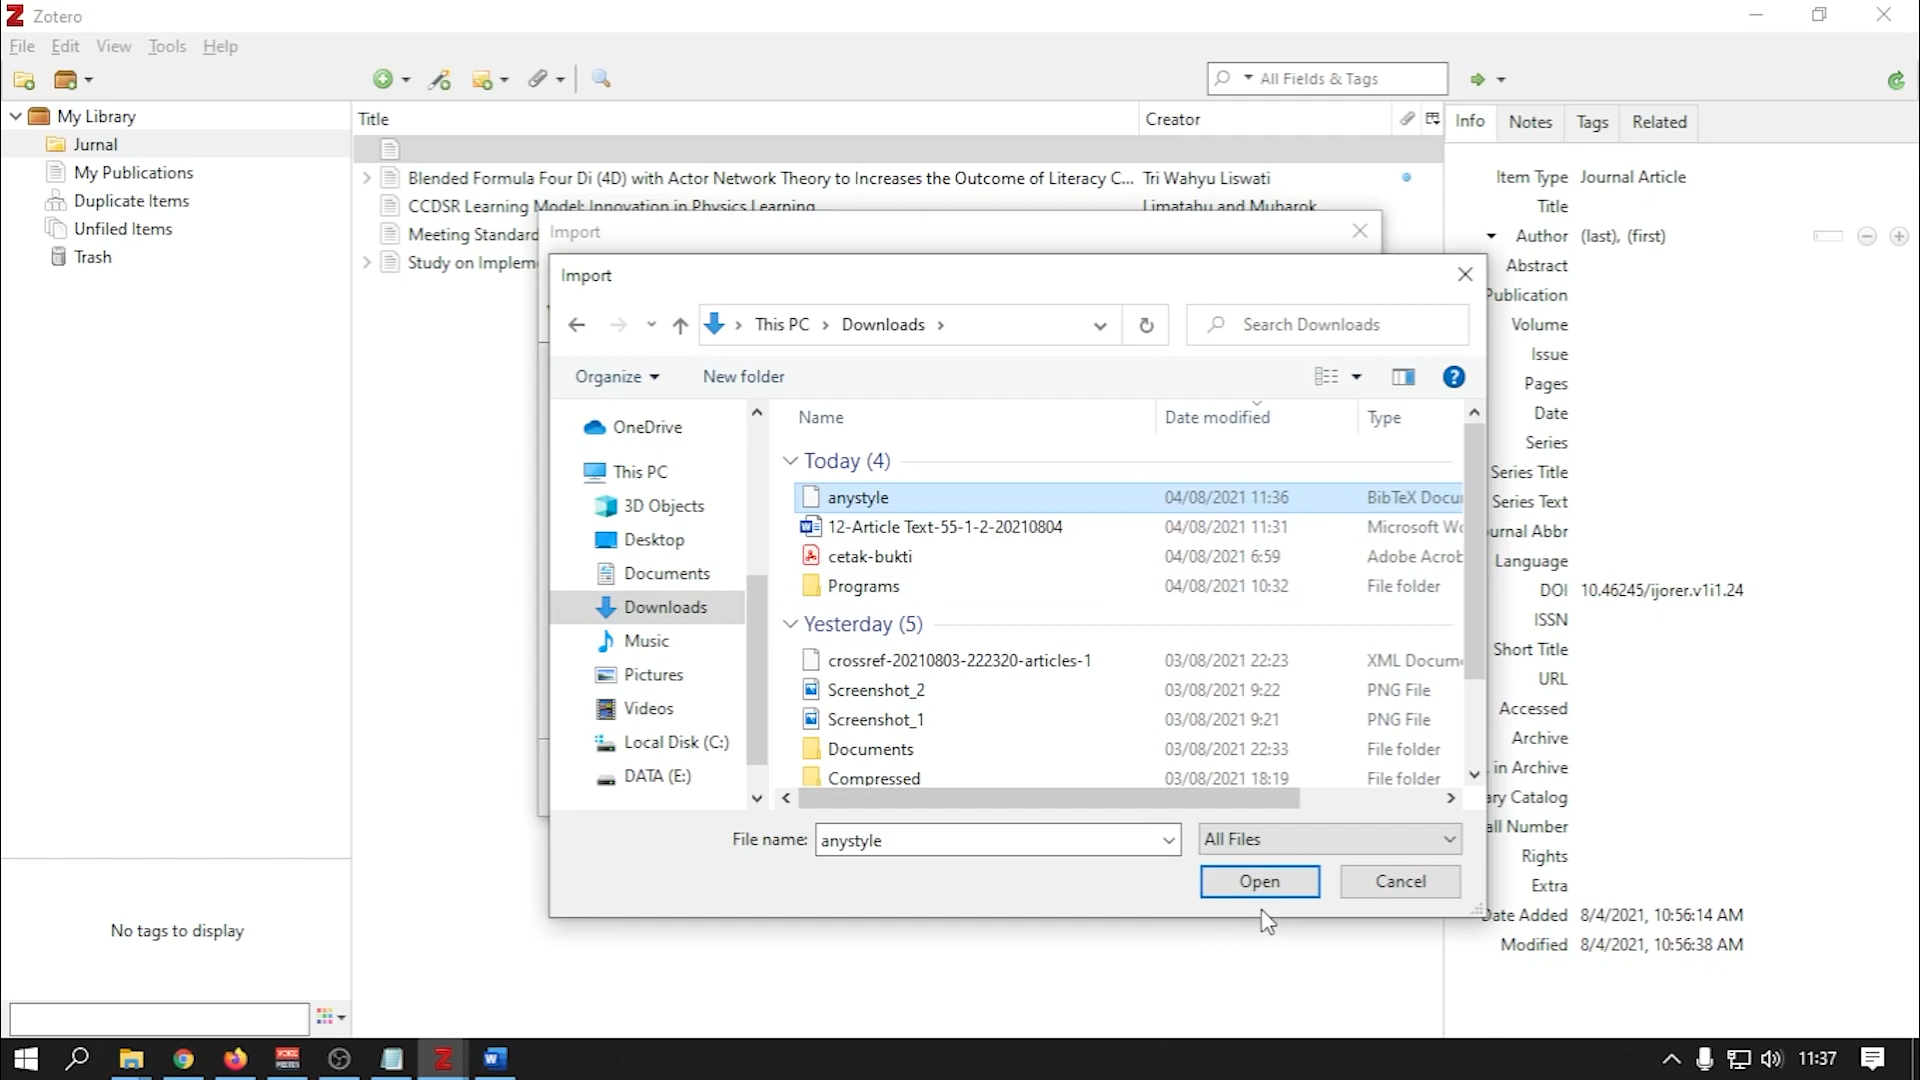 Zotero
File Edit View Tools Help
All Fields & Tags
My Library
Jurnal
My Publications
Duplicate Items
Unfiled Items
Trash
No tags to display
Title Creator
Blended Formula Four Di (4D) with Actor Network Theory to Increases the Outcome of Literacy C... Tri Wahyu Liswati
CCDSR Learning Model: Innovation in Physics Learning Limatahu and Mubarok
Meeting Standard
Study on Implem
Import
Import
This PC Downloads
Search Downloads
Organize New folder
OneDrive
This PC
3D Objects
Desktop
Documents
Downloads
Music
Pictures
Videos
Local Disk (C:)
DATA (E:)
Name Date modified Type
Today (4)
anystyle 04/08/2021 11:36 BibTeX Docu
12-Article Text-55-1-2-20210804 04/08/2021 11:31 Microsoft Wo
cetak-bukti 04/08/2021 6:59 Adobe Acrob
Programs 04/08/2021 10:32 File folder
Yesterday (5)
crossref-20210803-222320-articles-1 03/08/2021 22:23 XML Docum
Screenshot_2 03/08/2021 9:22 PNG File
Screenshot_1 03/08/2021 9:21 PNG File
Documents 03/08/2021 22:33 File folder
Compressed 03/08/2021 18:19 File folder
File name: anystyle All Files
Open Cancel
Info Notes Tags Related
Item Type Journal Article
Title
Author (last), (first)
Abstract
Publication
Volume
Issue
Pages
Date
Series
Series Title
Series Text
urnal Abbr
Language
DOI 10.46245/ijorer.v1i1.24
ISSN
Short Title
URL
Accessed
Archive
. in Archive
ary Catalog
all Number
Rights
Extra
Date Added 8/4/2021, 10:56:14 AM
Modified 8/4/2021, 10:56:38 AM
11:37